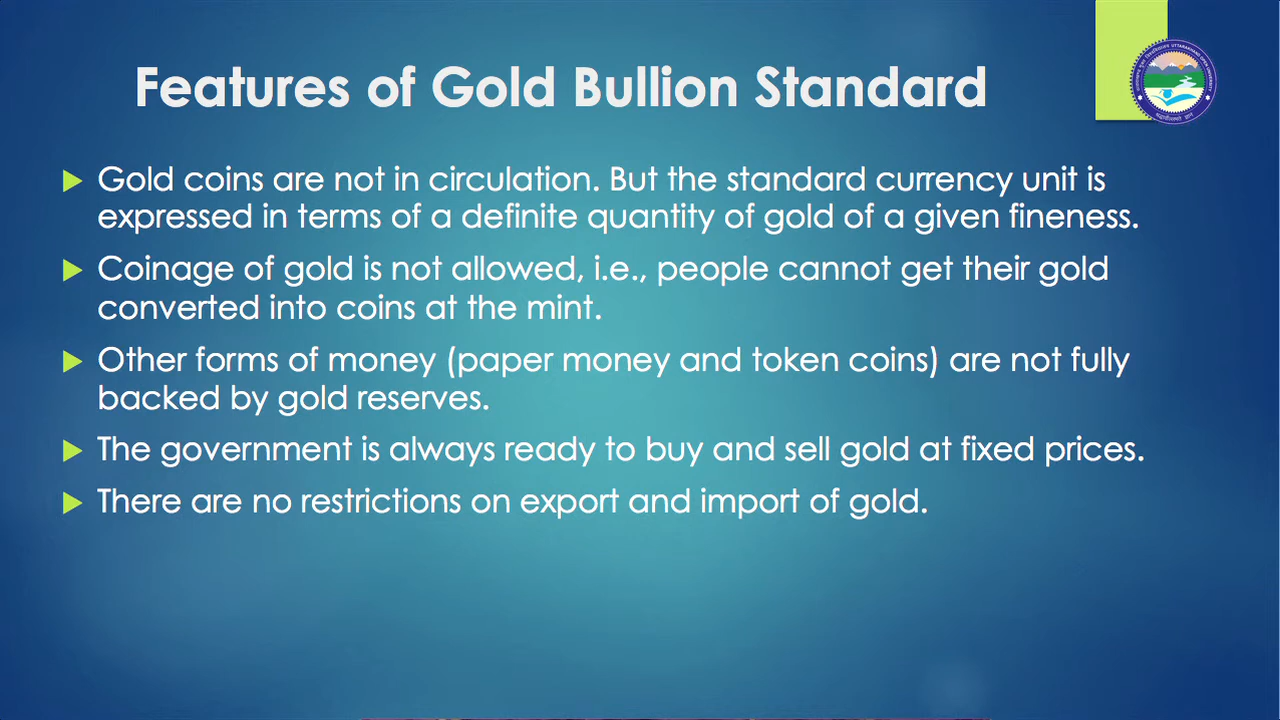 Features of Gold Bullion Standard
Gold coins are not in circulation. But the standard currency unit is
expressed in terms of a definite quantity of gold of a given fineness.
Coinage of gold is not allowed, i.e., people cannot get their gold
converted into coins at the mint.
Other forms of money (paper money and token coins) are not fully
backed by gold reserves.
The government is always ready to buy and sell gold at fixed prices.
There are no restrictions on export and import of gold.